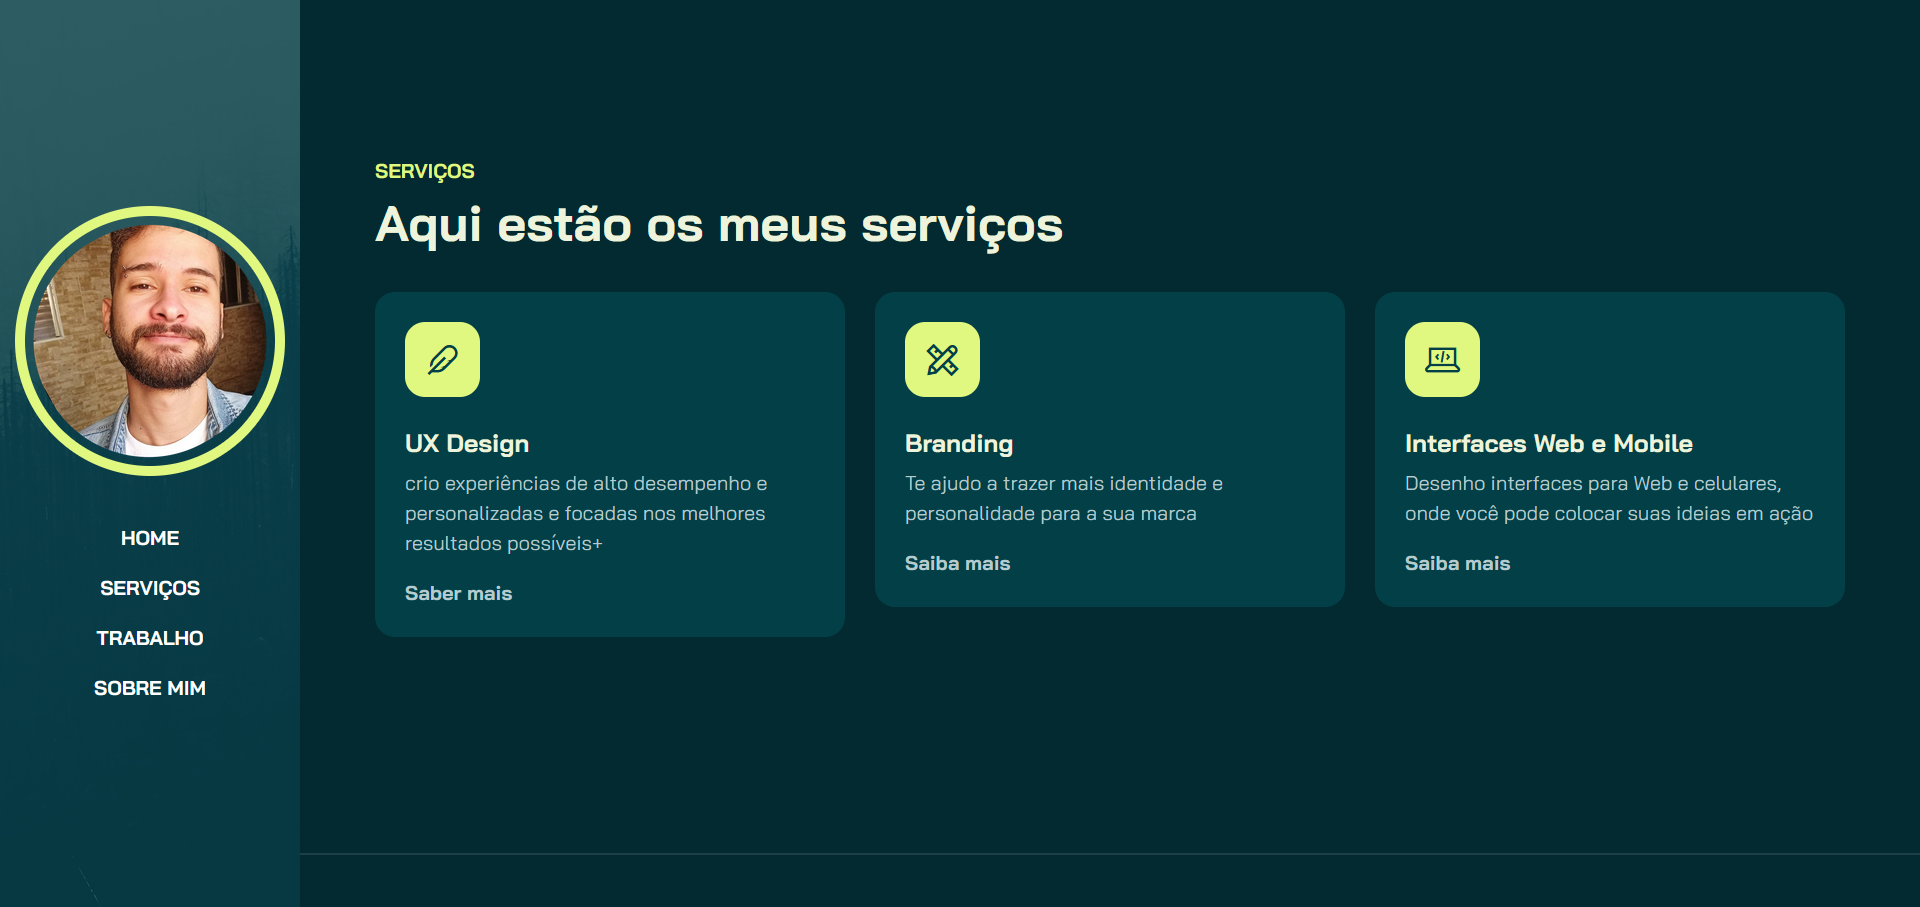 HOME
SERVIÇOS
TRABALHO
SOBRE MIM
SERVIÇOS
Aqui estão os meus serviços
UX Design
crio experiências de alto desempenho e
personalizadas e focadas nos melhores
resultados possíveis+
Saber mais
Branding
Te ajudo a trazer mais identidade e
personalidade para a sua marca
Saiba mais
Interfaces Web e Mobile
Desenho interfaces para Web e celulares,
onde você pode colocar suas ideias em ação
Saiba mais